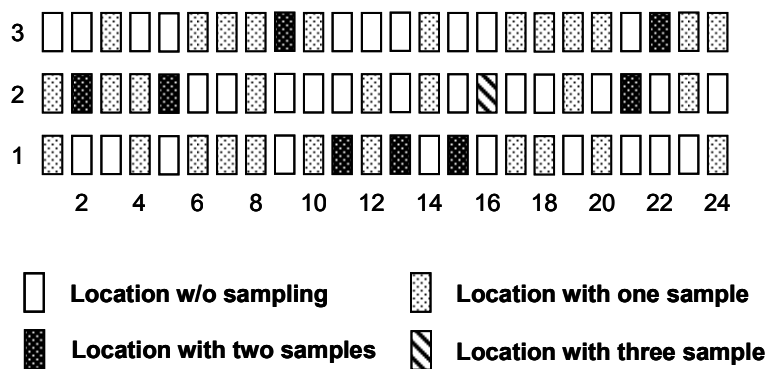 3
2
1
2 4 6 8 10 12 14 16 18 20 22 24
Location w/o sampling
Location with one sample
Location with two samples
Location with three sample